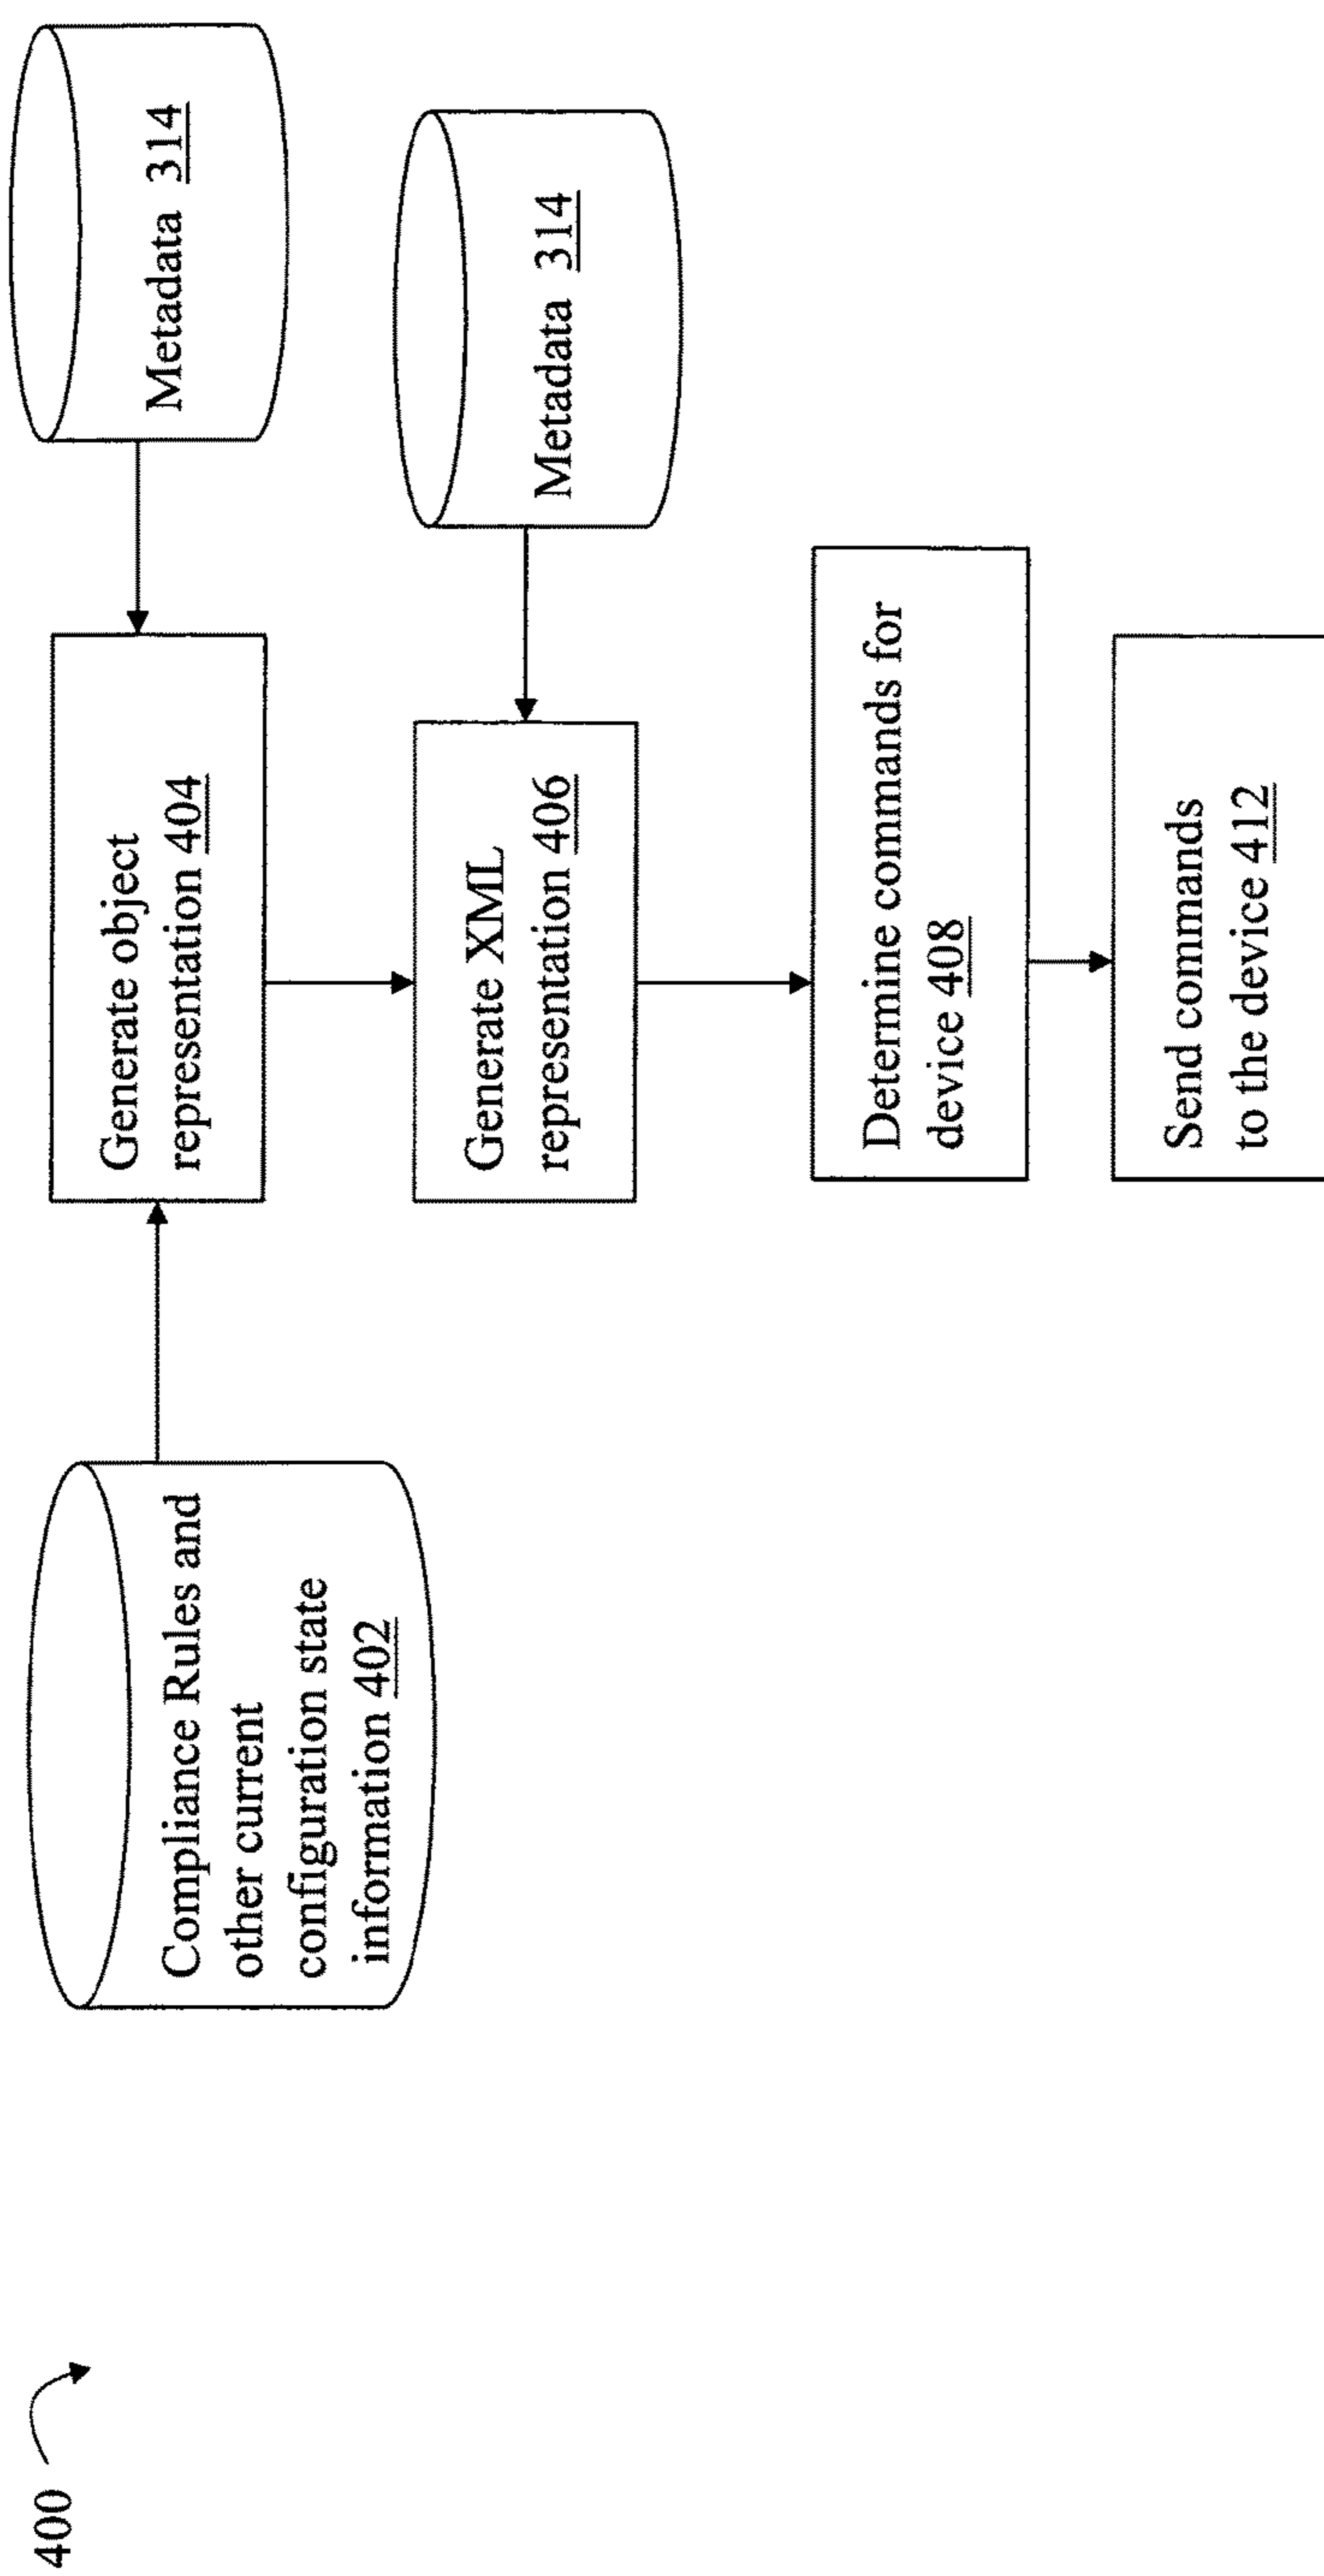 400
Compliance Rules and
other current
configuration state
information 402
Generate object
representation 404
Metadata 314
Generate XML
representation 406
Metadata 314
Determine commands for
device 408
Send commands
to the device 412